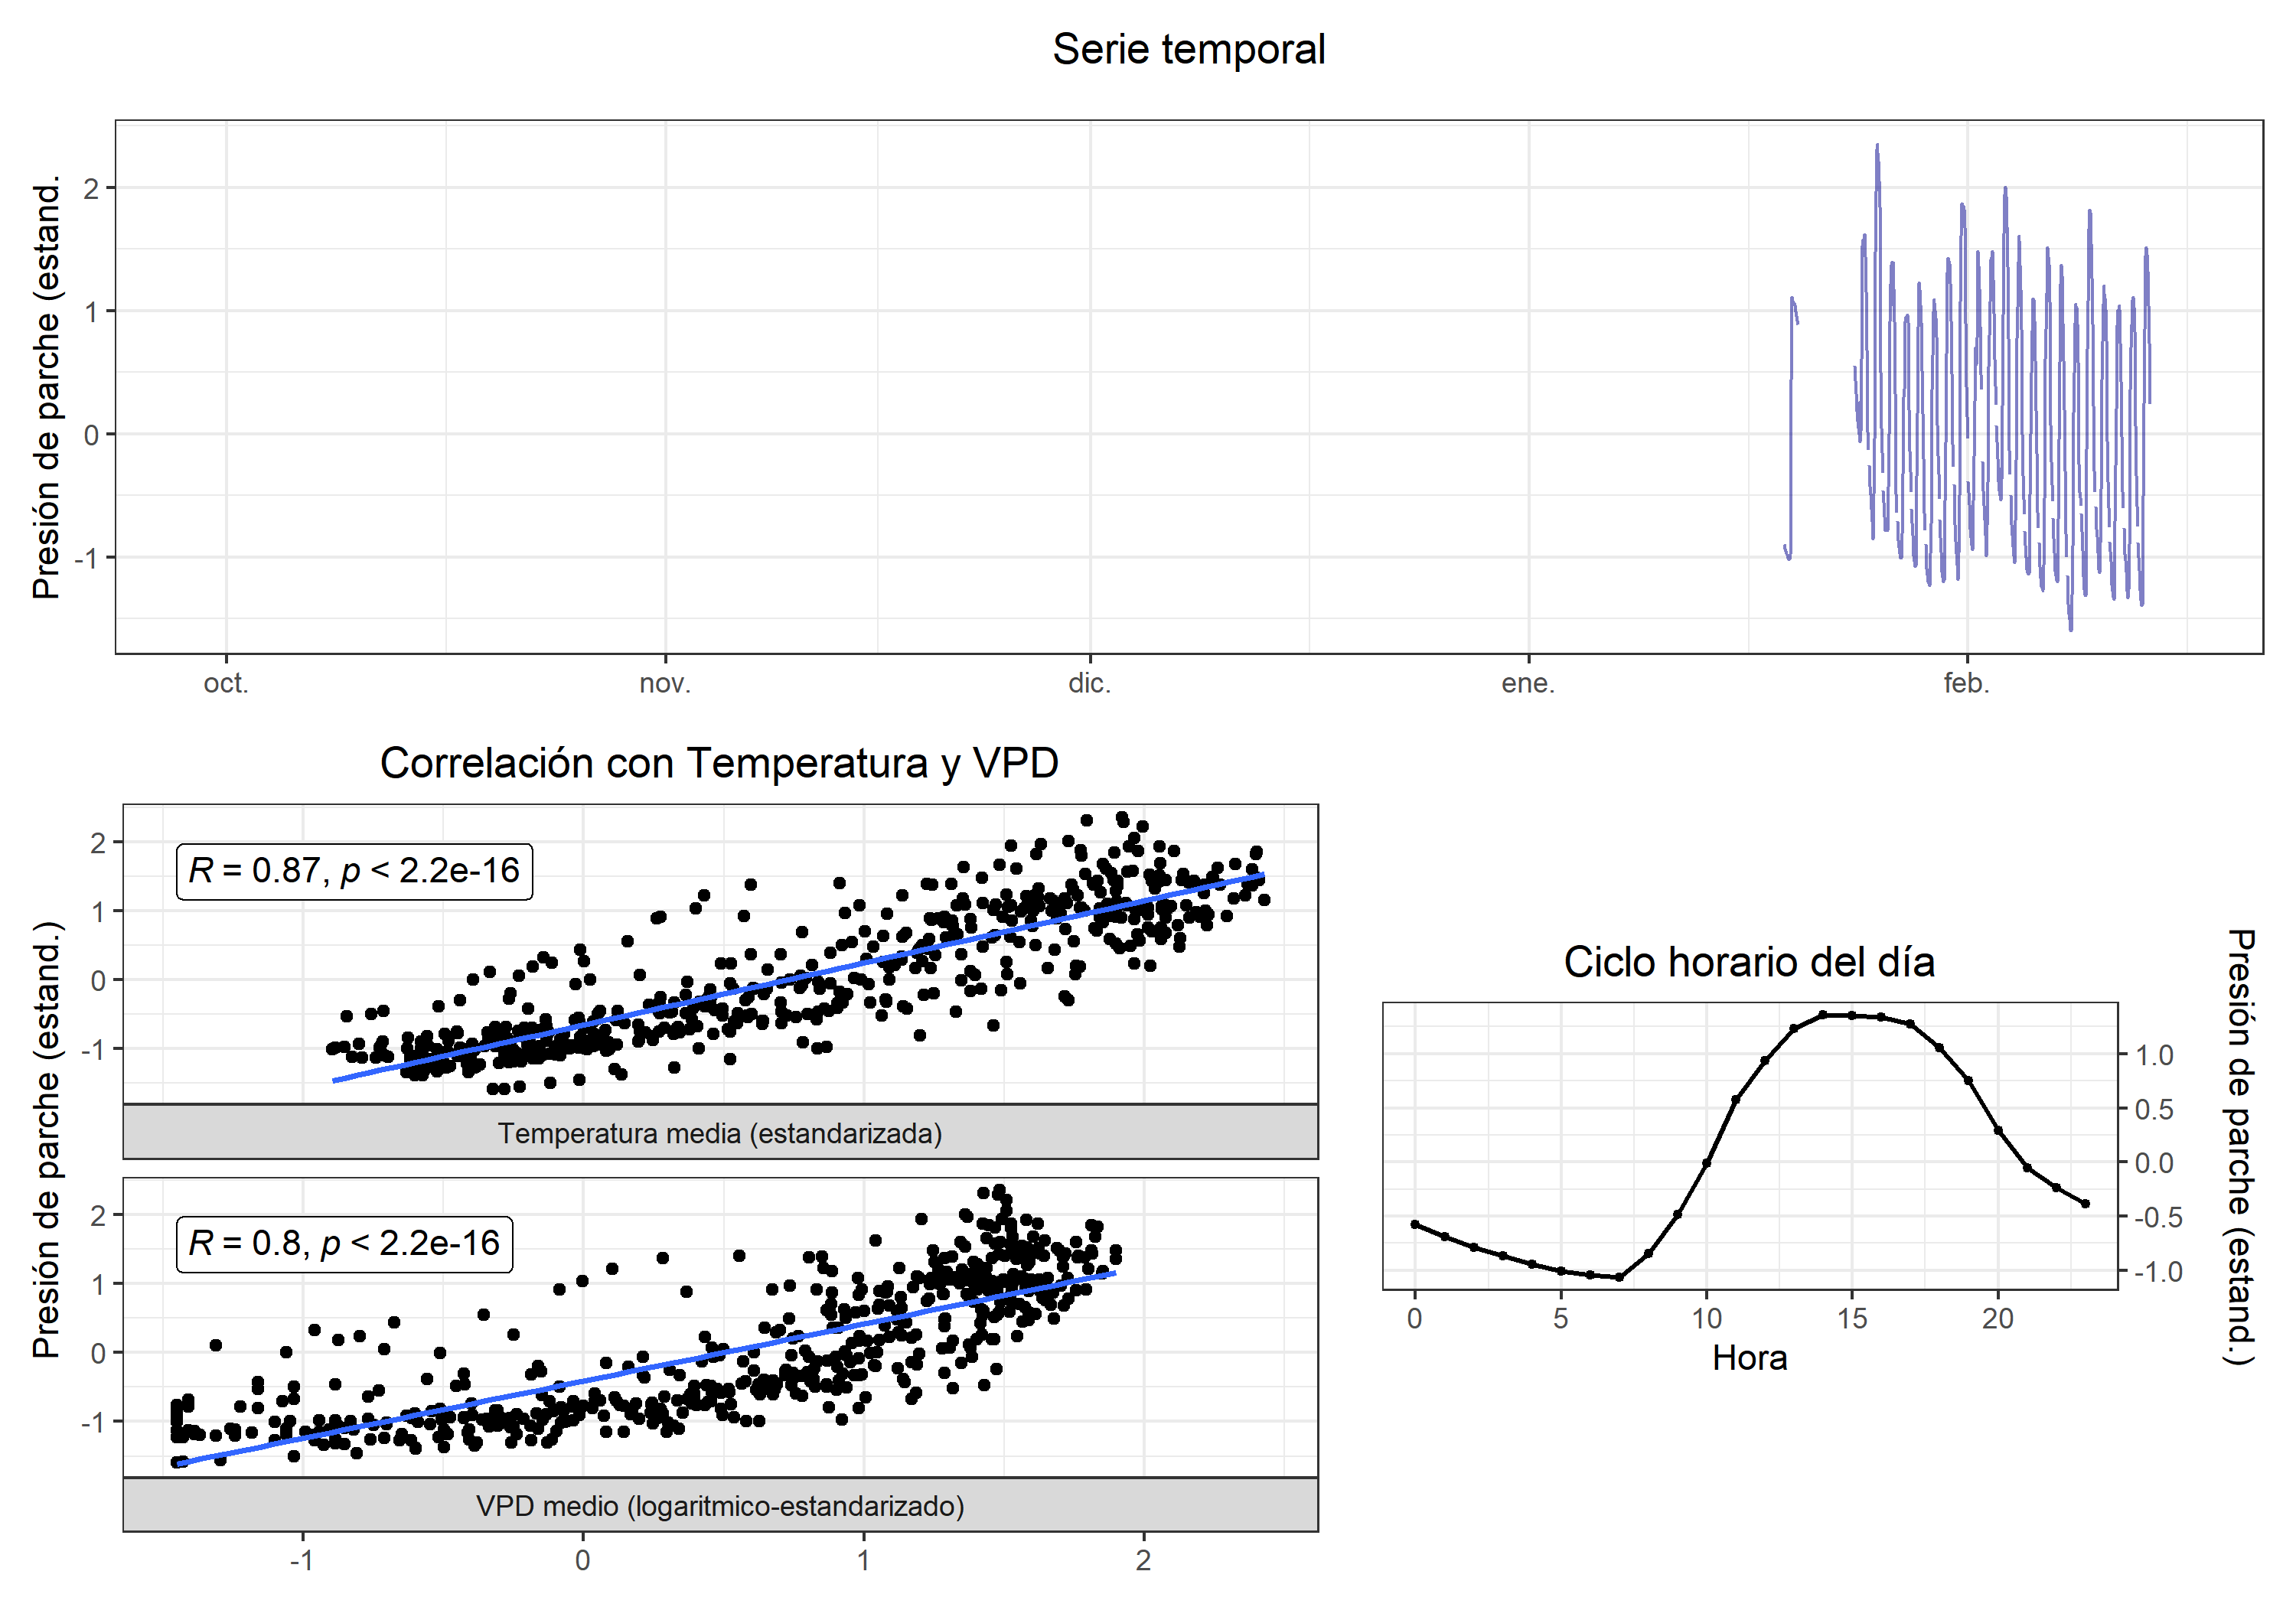 Serie temporal
Presión de parche (estand.
2
1
0
-1
oct.
nov.
dic.
ene.
feb.
Correlación con Temperatura y VPD
Presión de parche (estand.)
2
1
0
-1
R = 0.87, p < 2.2e-16
Temperatura media (estandarizada)
2
1
0
-1
R = 0.8, p < 2.2e-16
VPD medio (logaritmico-estandarizado)
-1
0
1
2
Ciclo horario del día
1.0
0.5
0.0
-0.5
-1.0
Presión de parche (estand.)
0
5
10
15
20
Hora